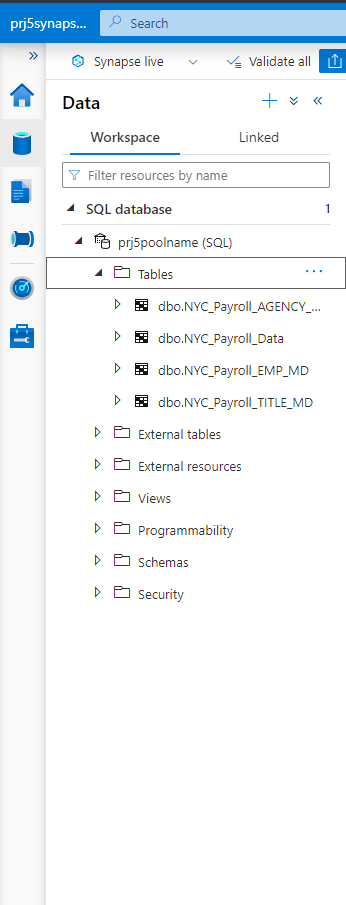 prj5synaps...
Search
Synapse live
Validate all
Data
Workspace
Linked
Filter resources by name
SQL database
1
prj5poolname (SQL)
Tables
...
dbo.NYC_Payroll_AGENCY_...
dbo.NYC_Payroll_Data
dbo.NYC_Payroll_EMP_MD
dbo.NYC_Payroll_TITLE_MD
External tables
External resources
Views
Programmability
Schemas
Security